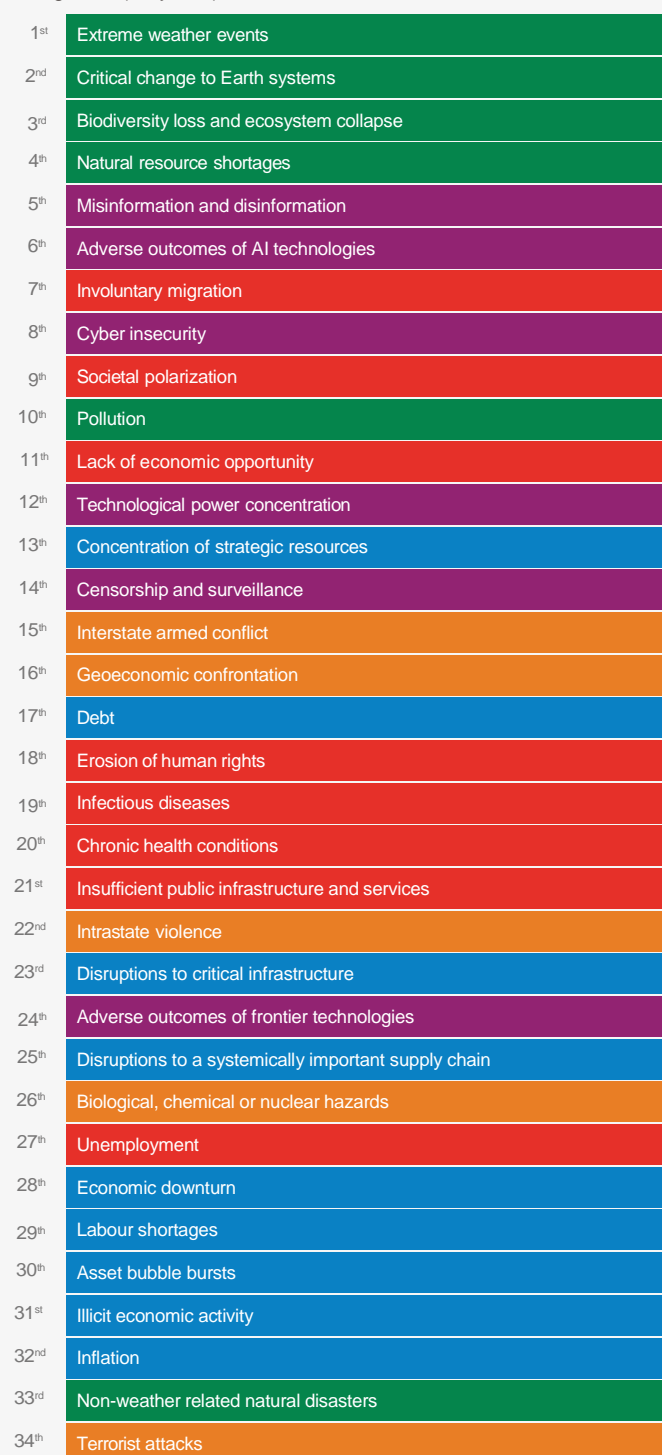 1st Extreme weather events
2nd Critical change to Earth systems
3rd Biodiversity loss and ecosystem collapse
4th Natural resource shortages
5th Misinformation and disinformation
6th Adverse outcomes of AI technologies
7th Involuntary migration
8th Cyber insecurity
9th Societal polarization
10th Pollution
11th Lack of economic opportunity
12th Technological power concentration
13th Concentration of strategic resources
14th Censorship and surveillance
15th Interstate armed conflict
16th Geoeconomic confrontation
17th Debt
18th Erosion of human rights
19th Infectious diseases
20th Chronic health conditions
21st Insufficient public infrastructure and services
22nd Intrastate violence
23rd Disruptions to critical infrastructure
24th Adverse outcomes of frontier technologies
25th Disruptions to a systemically important supply chain
26th Biological, chemical or nuclear hazards
27th Unemployment
28th Economic downturn
29th Labour shortages
30th Asset bubble bursts
31st Illicit economic activity
32nd Inflation
33rd Non-weather related natural disasters
34th Terrorist attacks